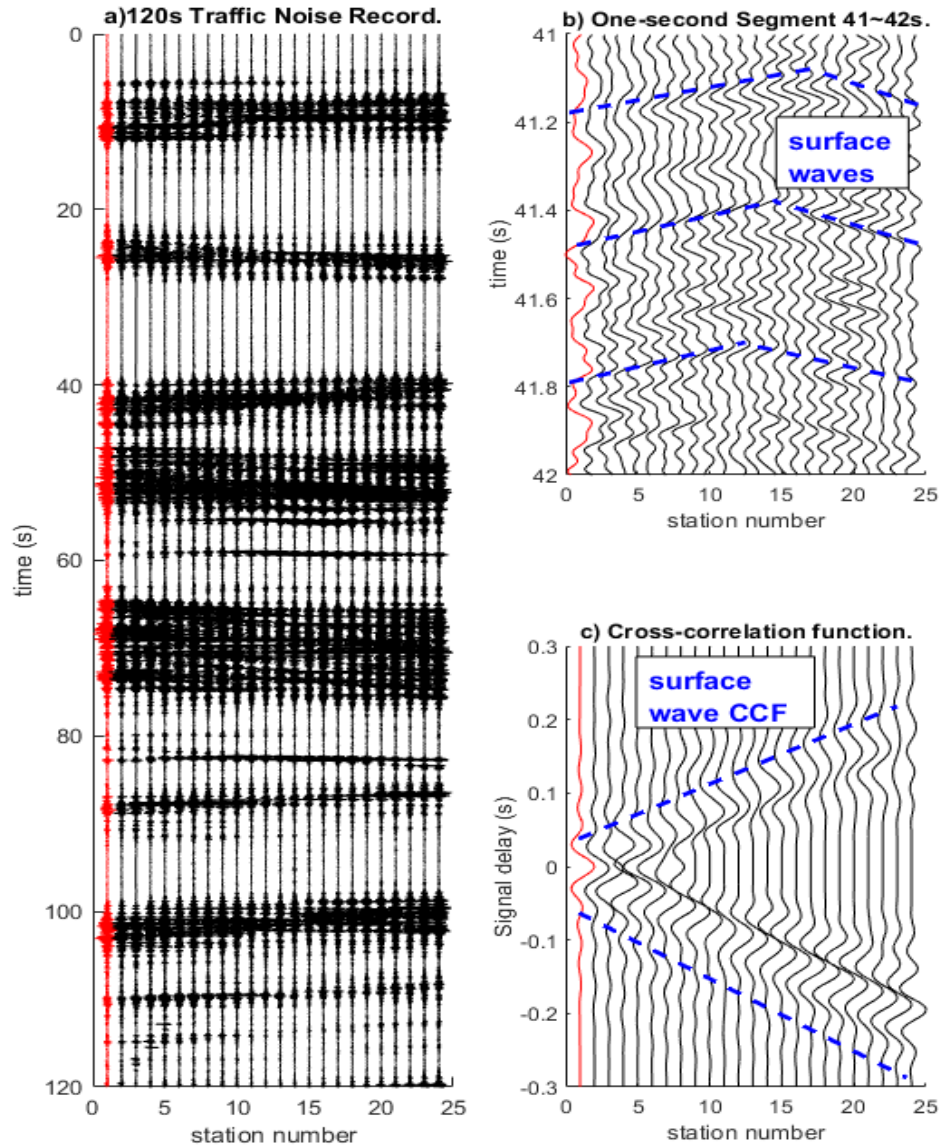 a)120s Traffic Noise Record.
0
20
40
60
80
100
120
time (s)
0 5 10 15 20 25
station number
b) One-second Segment 41~42s.
41
41.2
41.4
41.6
41.8
42
time (s)
surface
waves
0 5 10 15 20 25
station number
c) Cross-correlation function.
0.3
0.2
0.1
0
-0.1
-0.2
-0.3
Signal delay (s)
surface
wave CCF
0 5 10 15 20 25
station number